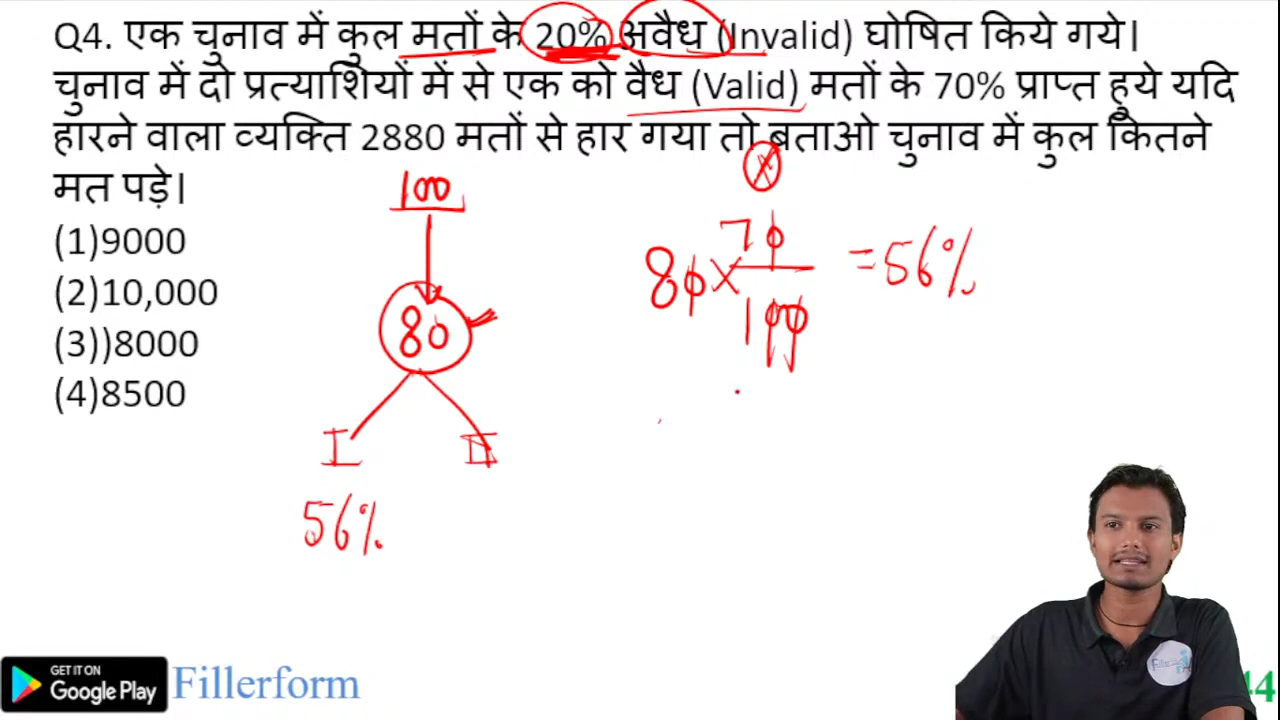 Q4. एक चुनाव में कुल मतों के 20% अवैध (Invalid) घोषित किये गये।
चुनाव में दो प्रत्याशियों में से एक को वैध (Valid) मतों के 70% प्राप्त हुये यदि
हारने वाला व्यक्ति 2880 मतों से हार गया तो बताओ चुनाव में कुल कितने
मत पड़े।
(1)9000
(2)10,000
(3))8000
(4)8500
100
80
I II
56%
80 × 70/100 = 56%
GET IT ON
Google Play
Fillerform
44